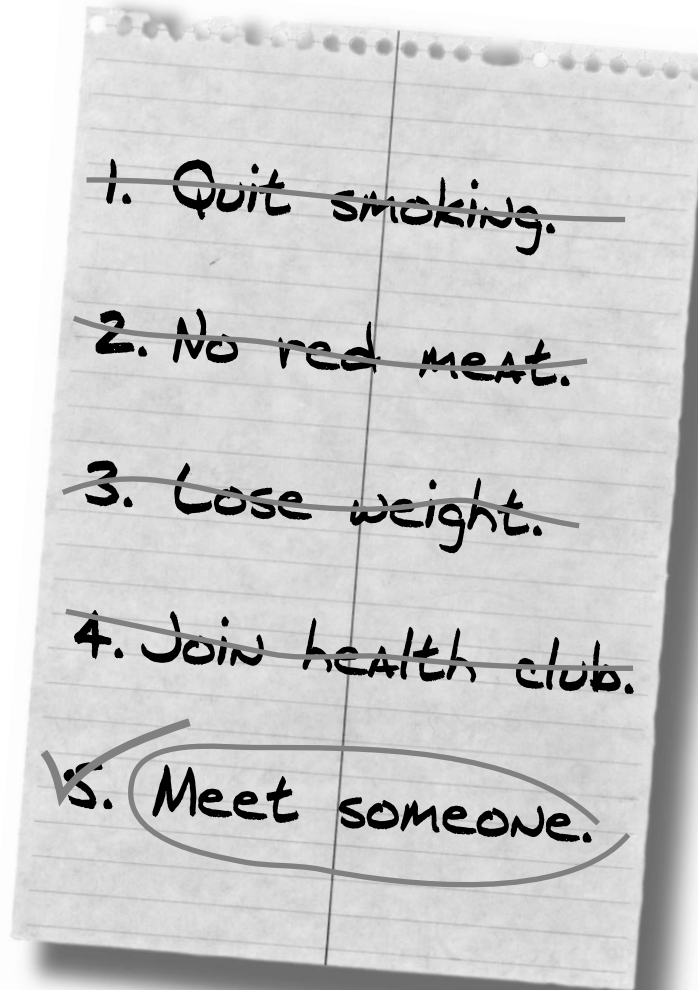 1. Quit smoking.
2. No red meat.
3. Lose weight.
4. Join health club.
5. Meet someone.